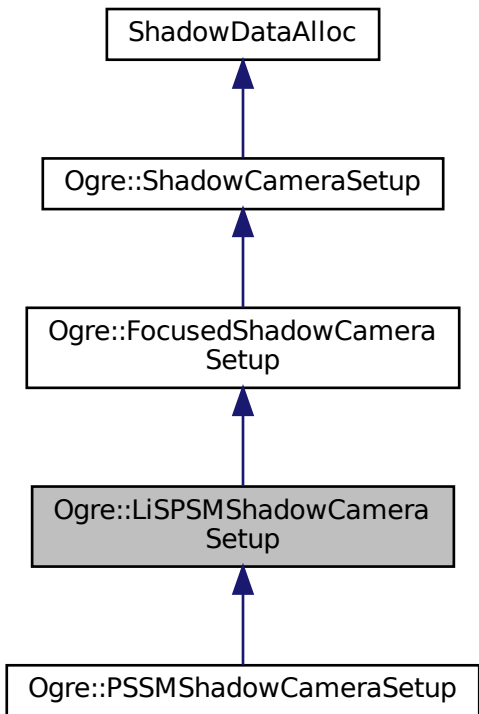 ShadowDataAlloc
Ogre::ShadowCameraSetup
Ogre::FocusedShadowCamera
Setup
Ogre::LiSPSMShadowCamera
Setup
Ogre::PSSMShadowCameraSetup